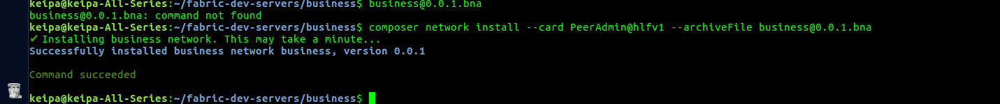 keipa@keipa-All-Series:~/fabric-dev-servers/business$ business@0.0.1.bna
business@0.0.1.bna: command not found
keipa@keipa-All-Series:~/fabric-dev-servers/business$ composer network install --card PeerAdmin@hlfv1 --archiveFile business@0.0.1.bna
✔ Installing business network. This may take a minute...
Successfully installed business network business, version 0.0.1
Command succeeded
keipa@keipa-All-Series:~/fabric-dev-servers/business$